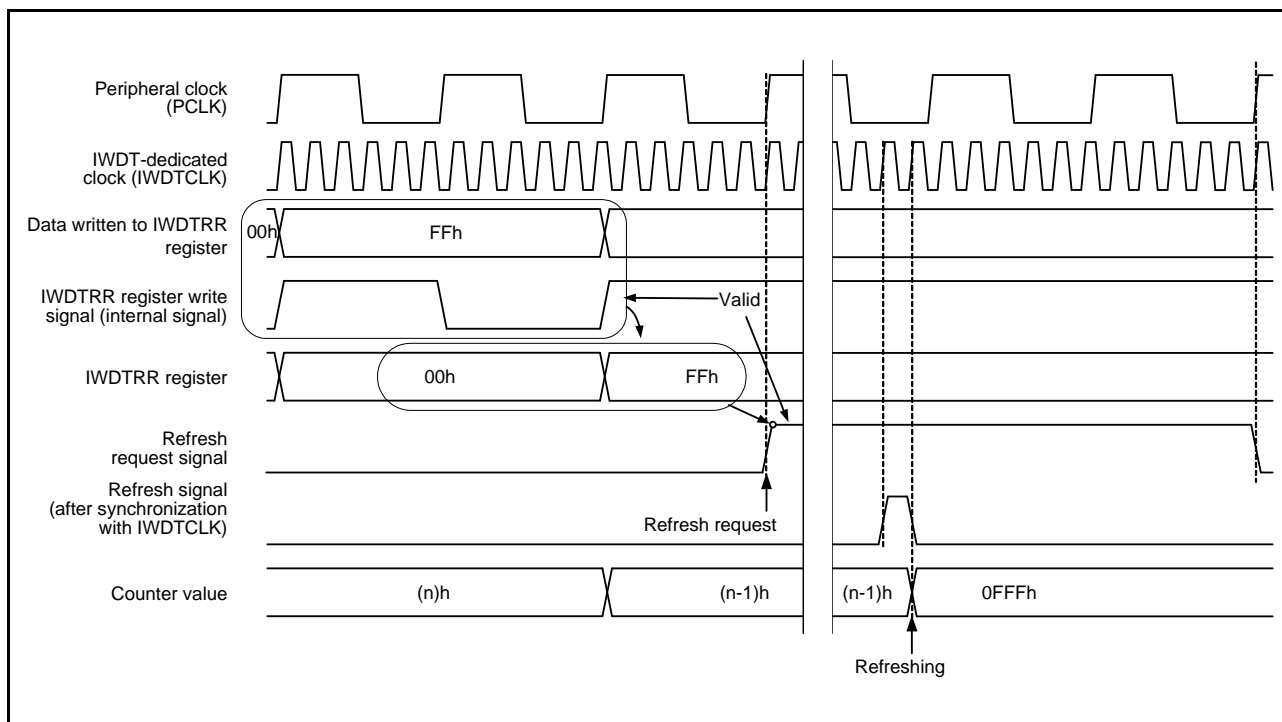 Peripheral clock
(PCLK)
IWDT-dedicated
clock (IWDTCLK)
Data written to IWDTRR
register
00h
FFh
IWDTRR register write
signal (internal signal)
Valid
IWDTRR register
00h
FFh
Refresh
request signal
Refresh signal
(after synchronization
with IWDTCLK)
Refresh request
Counter value
(n)h
(n-1)h
(n-1)h
0FFFh
Refreshing